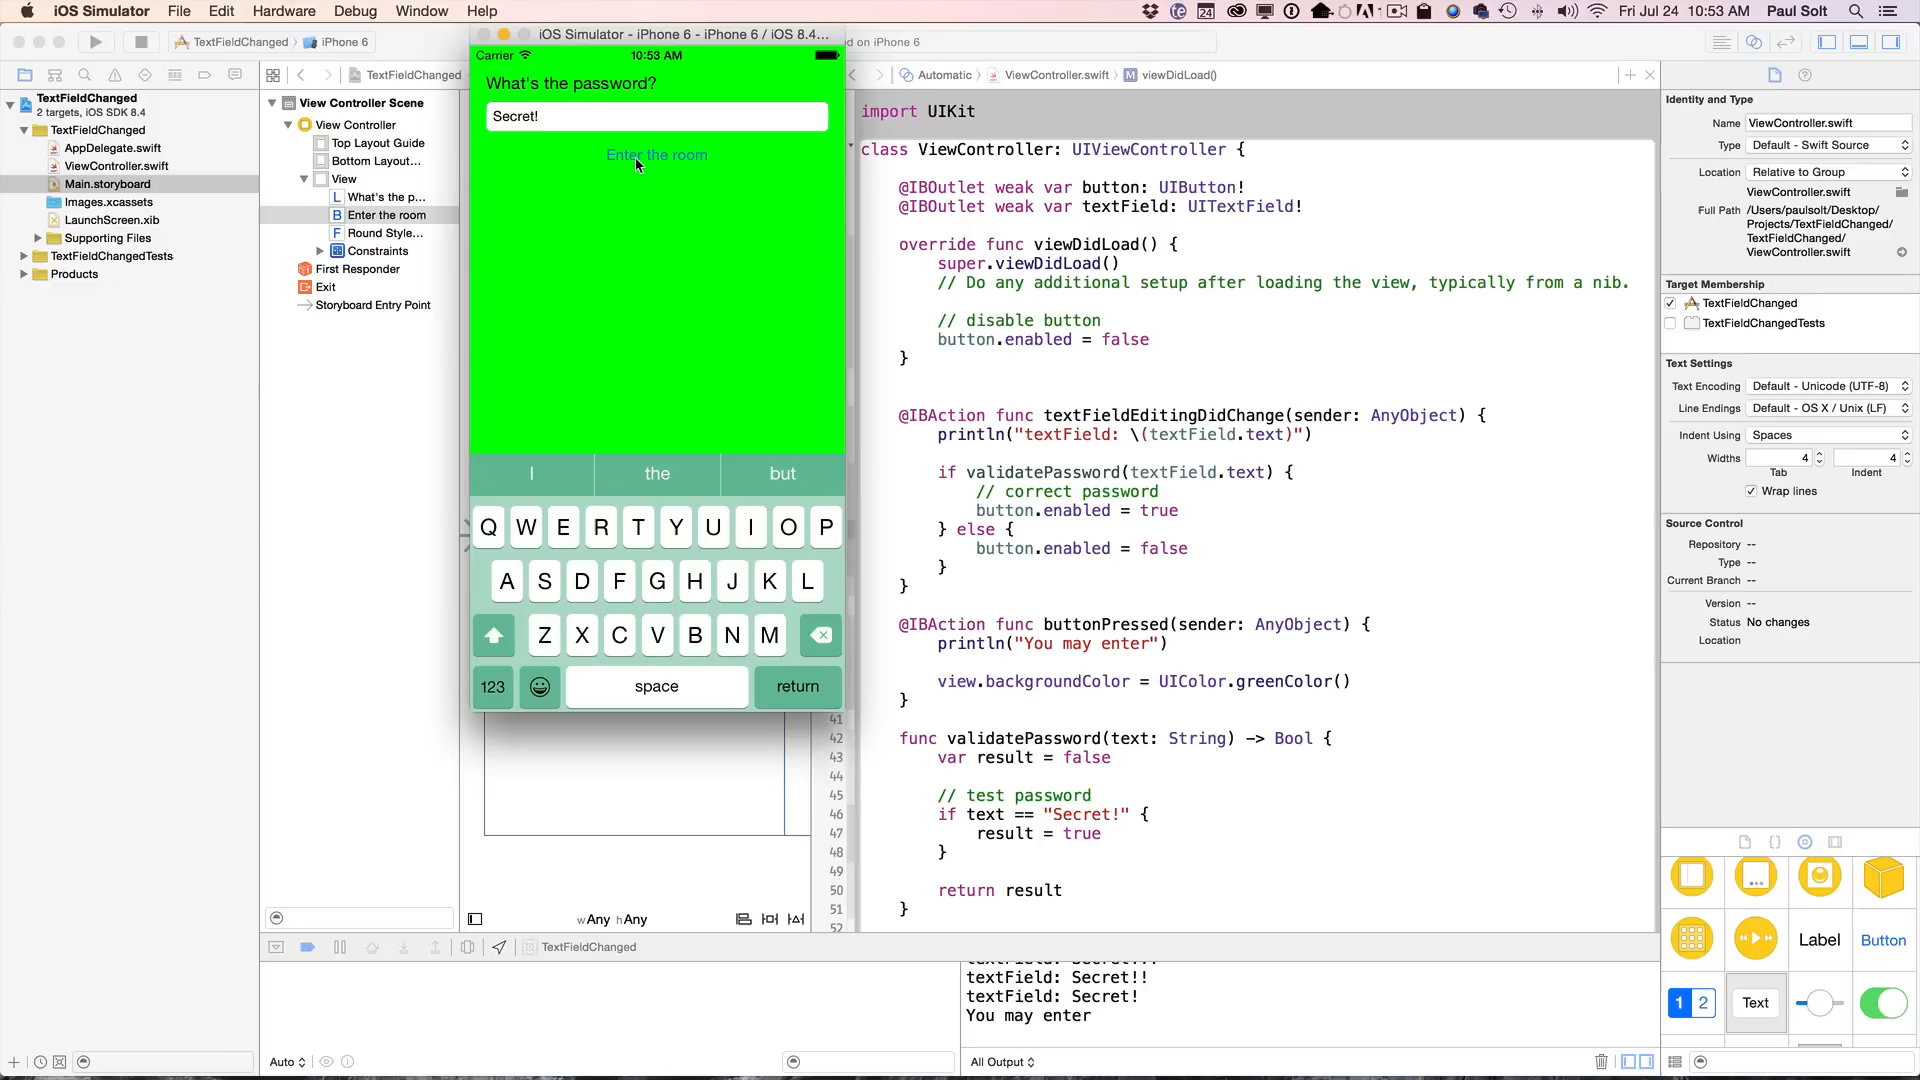 iOS Simulator File Edit Hardware Debug Window Help
24
Fri Jul 24 10:53 AM Paul Solt
TextFieldChanged iPhone 6
iOS Simulator - iPhone 6 - iPhone 6 / iOS 8.4...
d on iPhone 6
TextFieldChanged
Automatic ViewController.swift M viewDidLoad()
TextFieldChanged
2 targets, iOS SDK 8.4
TextFieldChanged
AppDelegate.swift
ViewController.swift
Main.storyboard
Images.xcassets
LaunchScreen.xib
Supporting Files
TextFieldChangedTests
Products
View Controller Scene
View Controller
Top Layout Guide
Bottom Layout...
View
L What's the p...
B Enter the room
F Round Style...
Constraints
First Responder
Exit
Storyboard Entry Point
Carrier 10:53 AM
What's the password?
Secret!
Enter the room
I the but
Q W E R T Y U I O P
A S D F G H J K L
Z X C V B N M
123 space return
wAny hAny
import UIKit
class ViewController: UIViewController {
@IBOutlet weak var button: UIButton!
@IBOutlet weak var textField: UITextField!
override func viewDidLoad() {
super.viewDidLoad()
// Do any additional setup after loading the view, typically from a nib.
// disable button
button.enabled = false
}
@IBAction func textFieldEditingDidChange(sender: AnyObject) {
println("textField: \(textField.text)")
if validatePassword(textField.text) {
// correct password
button.enabled = true
} else {
button.enabled = false
}
}
@IBAction func buttonPressed(sender: AnyObject) {
println("You may enter")
view.backgroundColor = UIColor.greenColor()
}
41
42 func validatePassword(text: String) -> Bool {
43 var result = false
44
45 // test password
46 if text == "Secret!" {
47 result = true
48 }
49
50 return result
51 }
52
TextFieldChanged
textField: Secret!!
textField: Secret!
You may enter
Auto
All Output
Identity and Type
Name ViewController.swift
Type Default - Swift Source
Location Relative to Group
ViewController.swift
Full Path /Users/paulsolt/Desktop/
Projects/TextFieldChanged/
TextFieldChanged/
ViewController.swift
Target Membership
TextFieldChanged
TextFieldChangedTests
Text Settings
Text Encoding Default - Unicode (UTF-8)
Line Endings Default - OS X / Unix (LF)
Indent Using Spaces
Widths 4 4
Tab Indent
Wrap lines
Source Control
Repository --
Type --
Current Branch --
Version --
Status No changes
Location
Label Button
1 2 Text